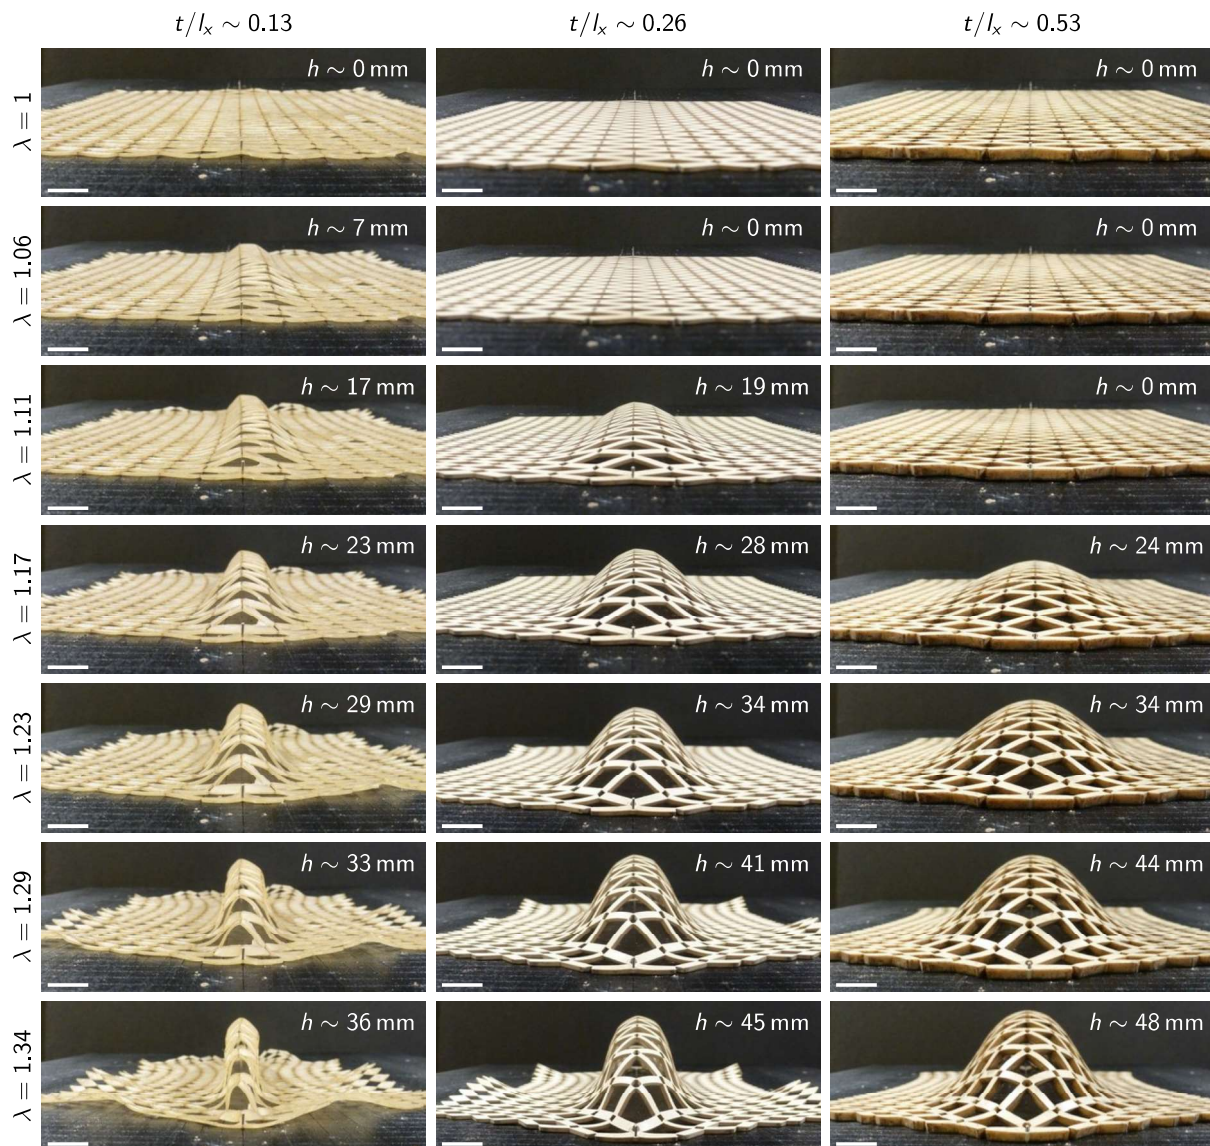 t/lₓ ∼ 0.13 t/lₓ ∼ 0.26 t/lₓ ∼ 0.53
λ = 1 h ∼ 0 mm h ∼ 0 mm h ∼ 0 mm
λ = 1.06 h ∼ 7 mm h ∼ 0 mm h ∼ 0 mm
λ = 1.11 h ∼ 17 mm h ∼ 19 mm h ∼ 0 mm
λ = 1.17 h ∼ 23 mm h ∼ 28 mm h ∼ 24 mm
λ = 1.23 h ∼ 29 mm h ∼ 34 mm h ∼ 34 mm
λ = 1.29 h ∼ 33 mm h ∼ 41 mm h ∼ 44 mm
λ = 1.34 h ∼ 36 mm h ∼ 45 mm h ∼ 48 mm